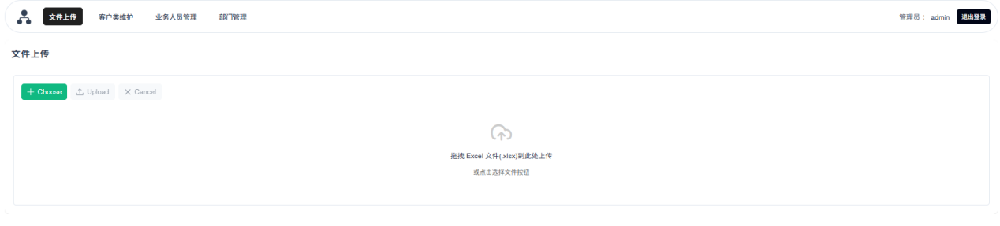 文件上传 客户类维护 业务人员管理 部门管理 管理员： admin 退出登录
文件上传
Choose Upload Cancel
拖拽 Excel 文件(.xlsx)到此处上传
或点击选择文件按钮